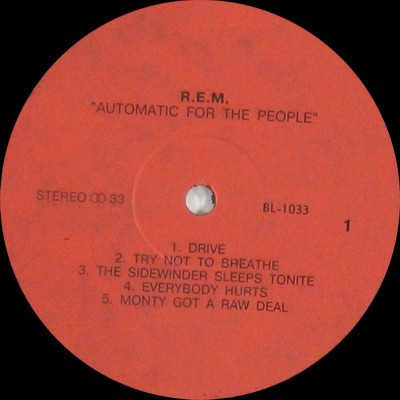 R.E.M.
"AUTOMATIC FOR THE PEOPLE"
STEREO ↀ 33
BL-1033
1
1. DRIVE
2. TRY NOT TO BREATHE
3. THE SIDEWINDER SLEEPS TONITE
4. EVERYBODY HURTS
5. MONTY GOT A RAW DEAL